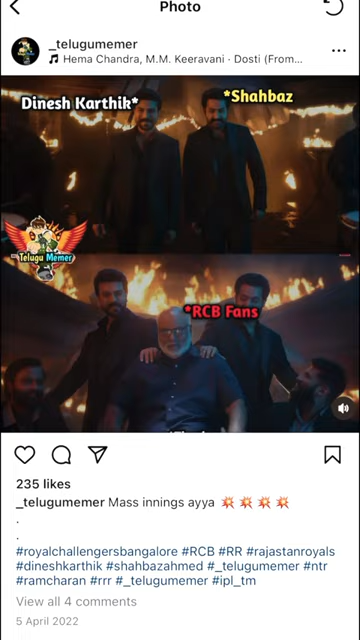 Photo
_telugumemer
Hema Chandra, M.M. Keeravani · Dosti (From...
Dinesh Karthik*
*Shahbaz
Telugu Memer
*RCB Fans
235 likes
_telugumemer Mass innings ayya 💥 💥 💥 💥
.
.
#royalchallengersbangalore #RCB #RR #rajastanroyals
#dineshkarthik #shahbazahmed #_telugumemer #ntr
#ramcharan #rrr #_telugumemer #ipl_tm
View all 4 comments
5 April 2022